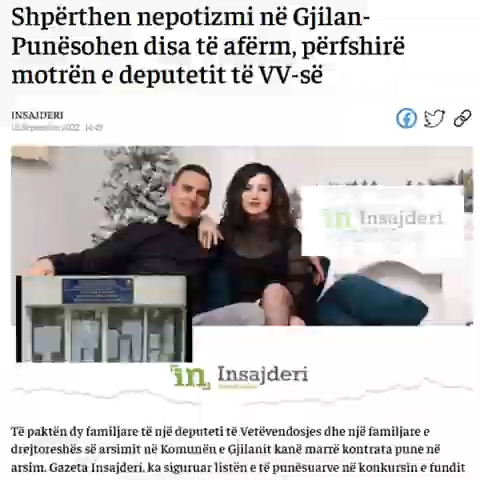 Shpërthen nepotizmi në Gjilan-
Punësohen disa të afërm, përfshirë
motrën e deputetit të VV-së
INSAJDERI
in Insajderi
in Insajderi
Të paktën dy familjare të një deputeti të Vetëvendosjes dhe një familjare e
drejtoreshës së arsimit në Komunën e Gjilanit kanë marrë kontrata pune në
arsim. Gazeta Insajderi, ka siguruar listën e të punësuarve në konkursin e fundit